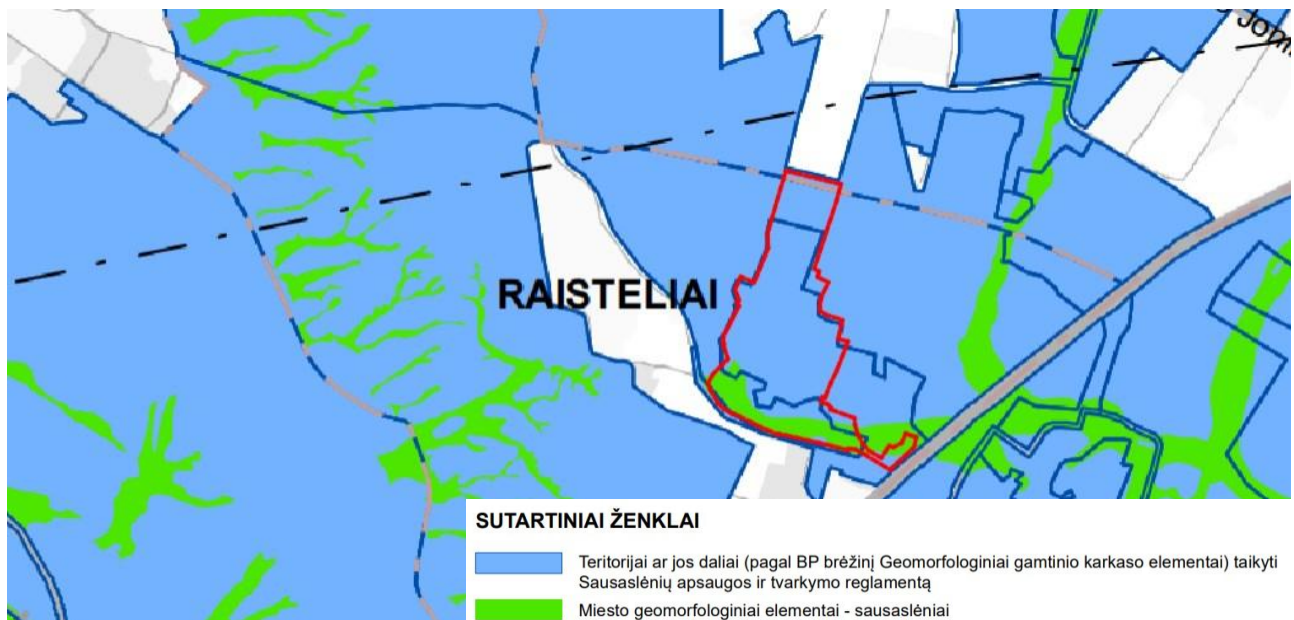 RAISTELIAI
SUTARTINIAI ŽENKLAI
Teritorijai ar jos daliai (pagal BP brėžinį Geomorfologiniai gamtinio karkaso elementai) taikyti
Sausaslėnių apsaugos ir tvarkymo reglamentą
Miesto geomorfologiniai elementai - sausaslėniai